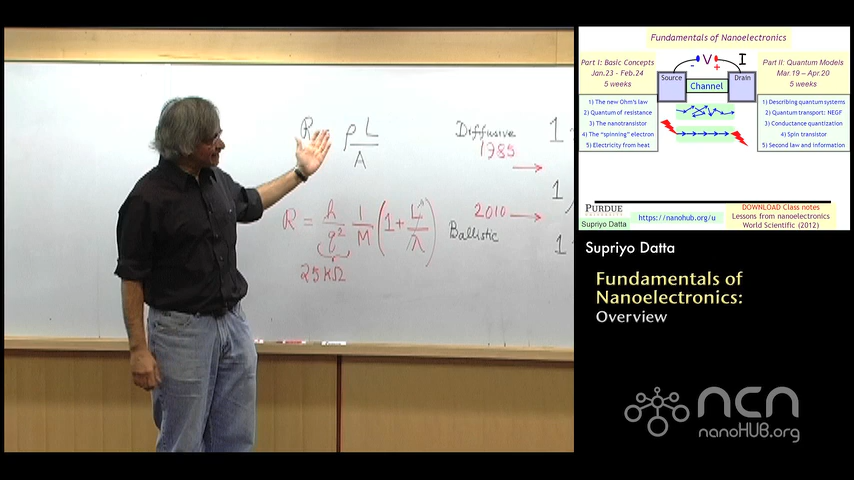 R = ρL/A
Diffusive
1785
1
R = h/q² 1/M (1 + L/λ)
25 kΩ
2010
Ballistic
1
1
Fundamentals of Nanoelectronics
Part I: Basic Concepts
Jan.23 - Feb.24
5 weeks
1) The new Ohm's law
2) Quantum of resistance
3) The nanotransistor
4) The "spinning" electron
5) Electricity from heat
V
I
- +
Source
Drain
Channel
Part II: Quantum Models
Mar.19 – Apr.20
5 weeks
1) Describing quantum systems
2) Quantum transport: NEGF
3) Conductance quantization
4) Spin transistor
5) Second law and information
PURDUE
UNIVERSITY
Supriyo Datta
https://nanohub.org/u
DOWNLOAD Class notes
Lessons from nanoelectronics
World Scientific (2012)
Supriyo Datta
Fundamentals of
Nanoelectronics:
Overview
ncn
nanoHUB.org